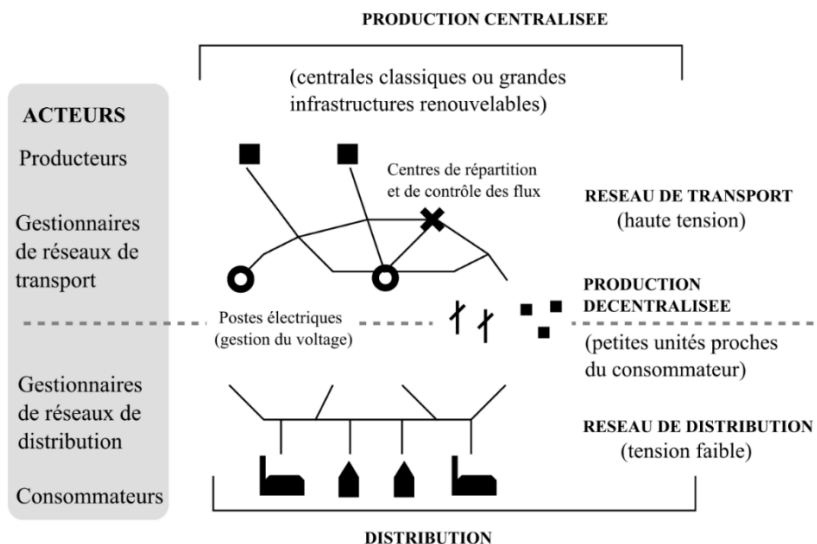 PRODUCTION CENTRALISEE
(centrales classiques ou grandes
infrastructures renouvelables)
ACTEURS
Producteurs
Centres de répartition
et de contrôle des flux
RESEAU DE TRANSPORT
(haute tension)
Gestionnaires
de réseaux de
transport
PRODUCTION
DECENTRALISEE
Postes électriques
(gestion du voltage)
(petites unités proches
du consommateur)
Gestionnaires
de réseaux de
distribution
RESEAU DE DISTRIBUTION
(tension faible)
Consommateurs
DISTRIBUTION